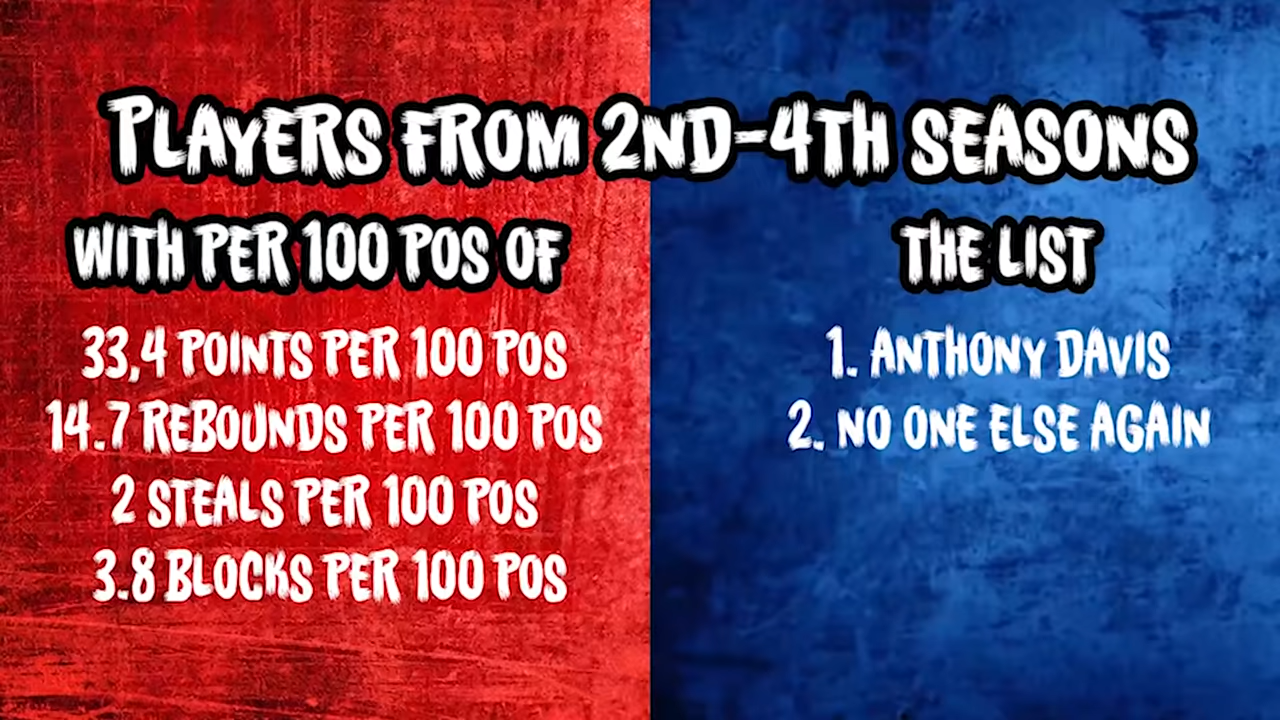 PLAYERS FROM 2ND-4TH SEASONS
WITH PER 100 POS OF
33,4 POINTS PER 100 POS
14.7 REBOUNDS PER 100 POS
2 STEALS PER 100 POS
3.8 BLOCKS PER 100 POS
THE LIST
1. ANTHONY DAVIS
2. NO ONE ELSE AGAIN